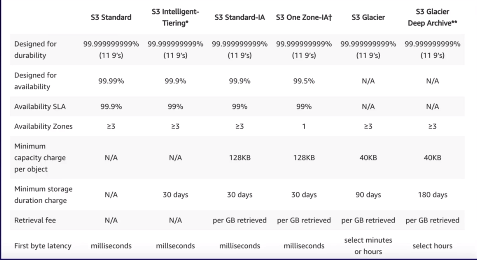 S3 Standard S3 Intelligent-Tiering* S3 Standard-IA S3 One Zone-IA† S3 Glacier S3 Glacier Deep Archive**
Designed for durability 99.999999999% (11 9's) 99.999999999% (11 9's) 99.999999999% (11 9's) 99.999999999% (11 9's) 99.999999999% (11 9's) 99.999999999% (11 9's)
Designed for availability 99.99% 99.9% 99.9% 99.5% N/A N/A
Availability SLA 99.9% 99% 99% 99% N/A N/A
Availability Zones ≥3 ≥3 ≥3 1 ≥3 ≥3
Minimum capacity charge per object N/A N/A 128KB 128KB 40KB 40KB
Minimum storage duration charge N/A 30 days 30 days 30 days 90 days 180 days
Retrieval fee N/A N/A per GB retrieved per GB retrieved per GB retrieved per GB retrieved
First byte latency milliseconds millseconds milliseconds milliseconds select minutes or hours select hours